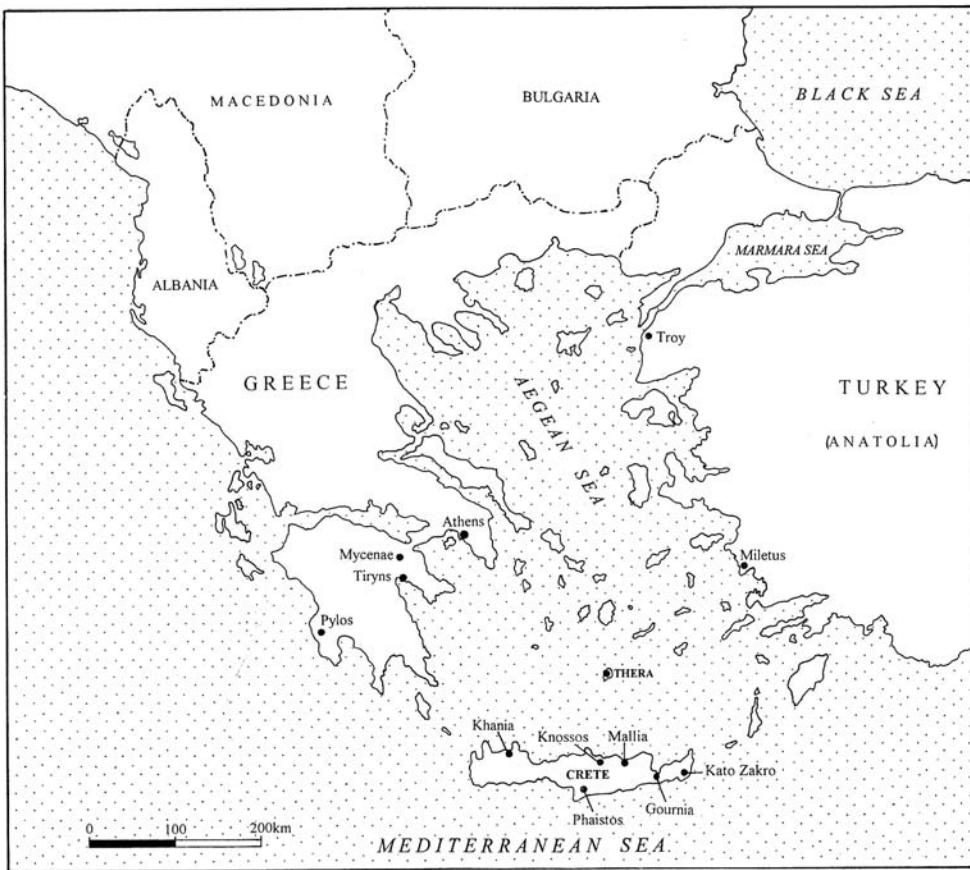 MACEDONIA
BULGARIA
BLACK SEA
MARMARA SEA
ALBANIA
Troy
GREECE
AEGEAN SEA
TURKEY
(ANATOLIA)
Athens
Mycenae
Tiryns
Miletus
Pylos
THERA
Khania
Knossos
Mallia
CRETE
Kato Zakro
Gournia
Phaistos
0 100 200km
MEDITERRANEAN SEA